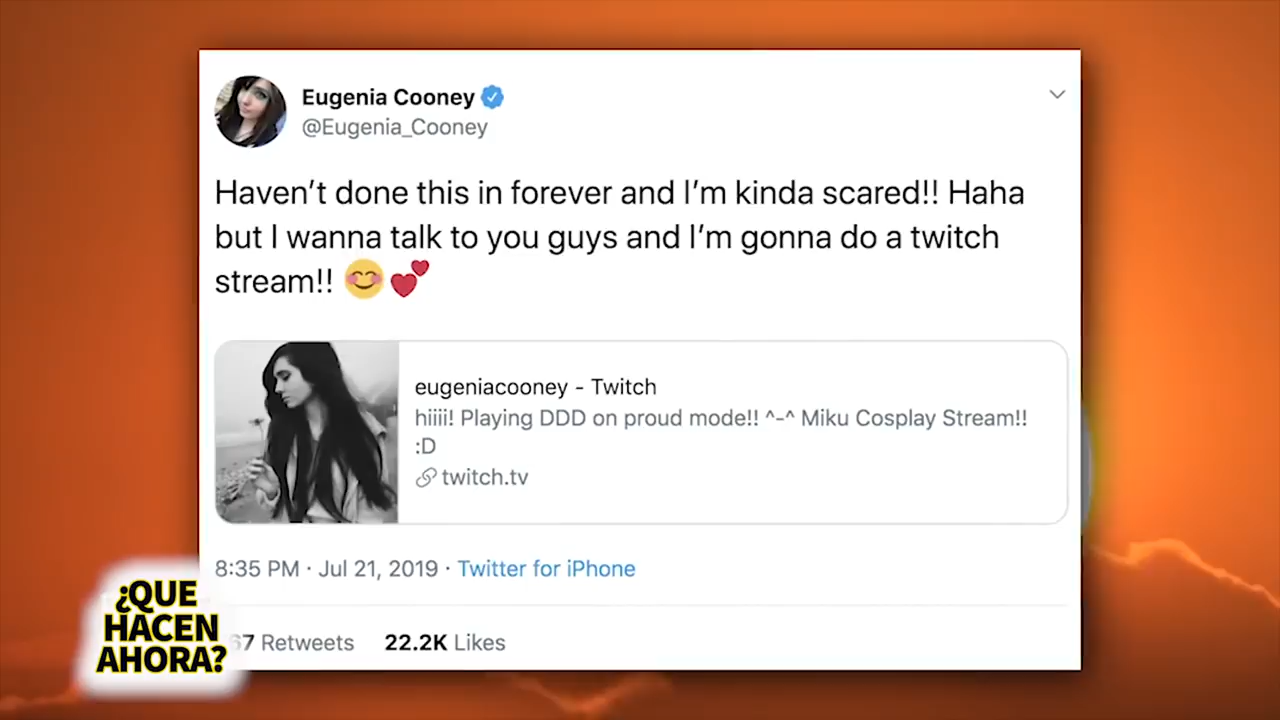 Eugenia Cooney
@Eugenia_Cooney
Haven’t done this in forever and I’m kinda scared!! Haha
but I wanna talk to you guys and I’m gonna do a twitch
stream!! 😊💕
eugeniacooney - Twitch
hiiii! Playing DDD on proud mode!! ^-^ Miku Cosplay Stream!!
:D
twitch.tv
8:35 PM · Jul 21, 2019 · Twitter for iPhone
Retweets 22.2K Likes
¿QUE
HACEN
AHORA?